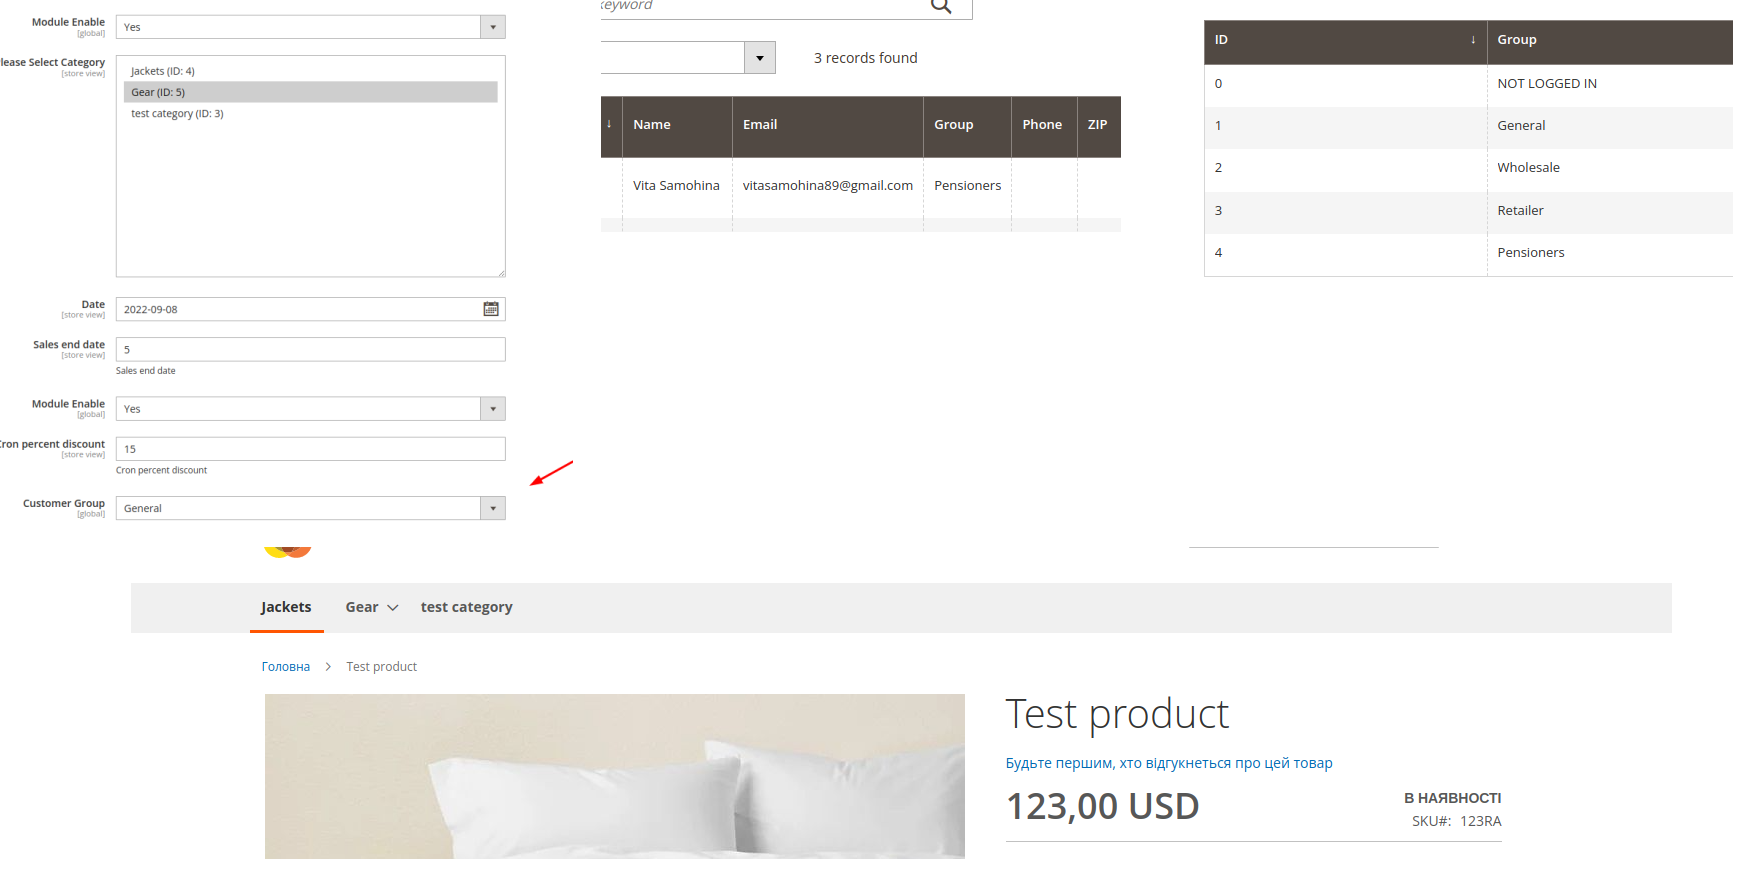 Module Enable
[global]
Yes
lease Select Category
[store view]
Jackets (ID: 4)
Gear (ID: 5)
test category (ID: 3)
Date
[store view]
2022-09-08
Sales end date
[store view]
5
Sales end date
Module Enable
[global]
Yes
Cron percent discount
[store view]
15
Cron percent discount
Customer Group
[global]
General
keyword
3 records found
↓ Name Email Group Phone ZIP
Vita Samohina vitasamohina89@gmail.com Pensioners
ID ↓ Group
0 NOT LOGGED IN
1 General
2 Wholesale
3 Retailer
4 Pensioners
Jackets Gear test category
Головна > Test product
Test product
Будьте першим, хто відгукнеться про цей товар
123,00 USD
В НАЯВНОСТІ
SKU#: 123RA